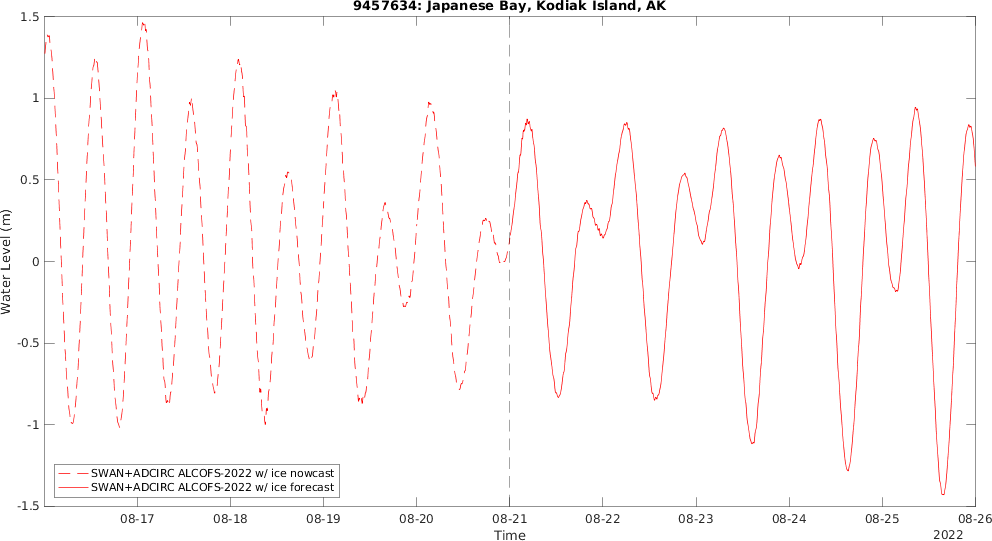 9457634: Japanese Bay, Kodiak Island, AK
Water Level (m)
1.5
1
0.5
0
-0.5
-1
-1.5
SWAN+ADCIRC ALCOFS-2022 w/ ice nowcast
SWAN+ADCIRC ALCOFS-2022 w/ ice forecast
08-17 08-18 08-19 08-20 08-21 08-22 08-23 08-24 08-25 08-26
Time
2022